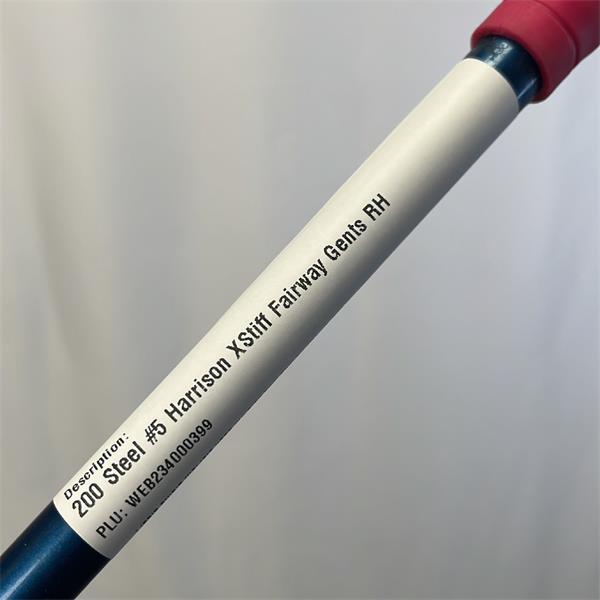 Description:
200 Steel #5 Harrison XStiff Fairway Gents RH
PLU: WEB234000399